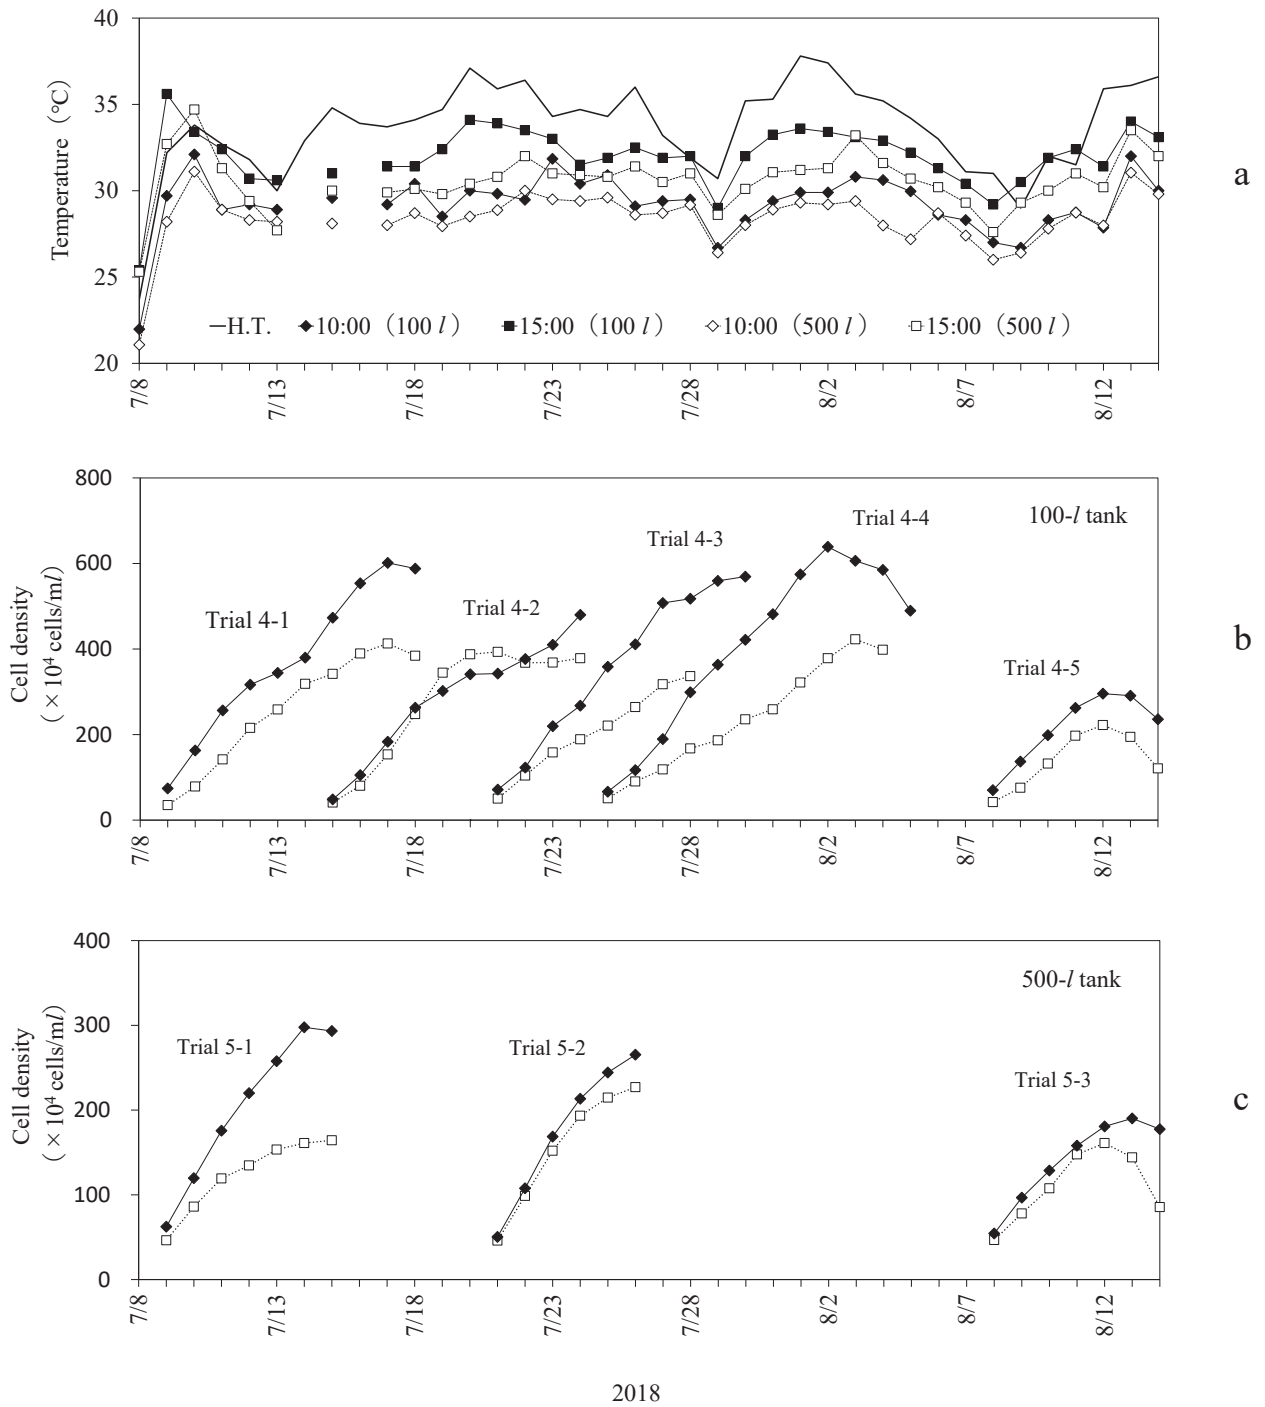 40
35
30
25
20
Temperature（℃）
—H.T. ◆10:00（100 l） ■15:00（100 l） ◇10:00（500 l） □15:00（500 l）
7/8 7/13 7/18 7/23 7/28 8/2 8/7 8/12
a
800
600
400
200
0
Cell density
（×10⁴ cells/ml）
100-l tank
Trial 4-1
Trial 4-2
Trial 4-3
Trial 4-4
Trial 4-5
7/8 7/13 7/18 7/23 7/28 8/2 8/7 8/12
b
400
300
200
100
0
Cell density
（×10⁴ cells/ml）
500-l tank
Trial 5-1
Trial 5-2
Trial 5-3
7/8 7/13 7/18 7/23 7/28 8/2 8/7 8/12
c
2018